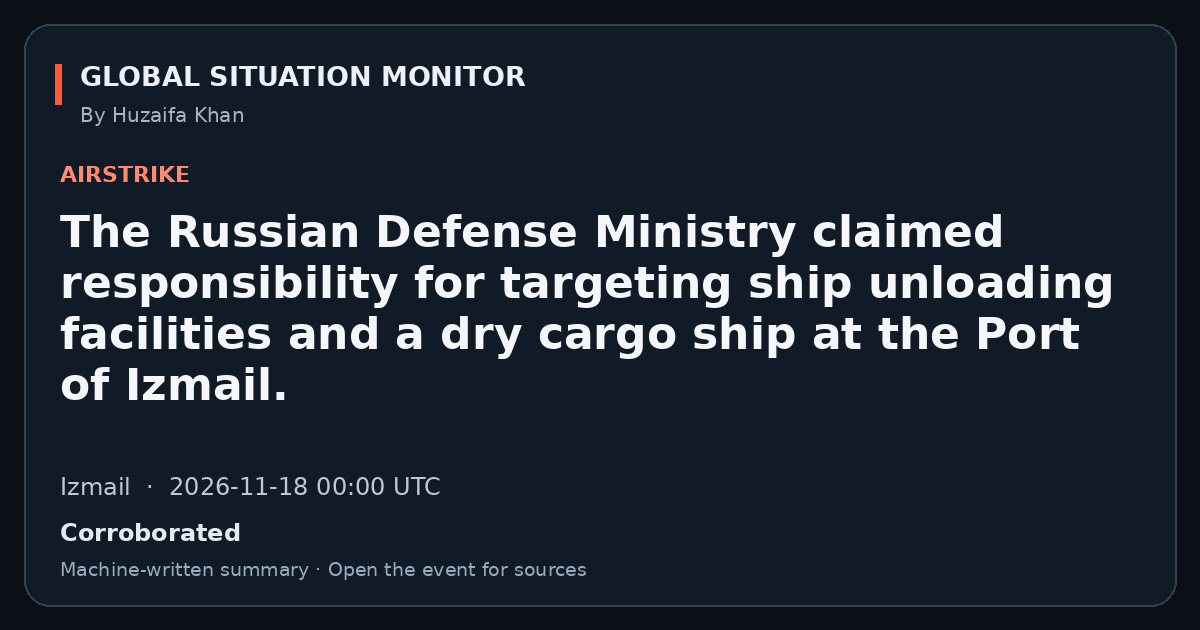 GLOBAL SITUATION MONITOR
By Huzaifa Khan
AIRSTRIKE
The Russian Defense Ministry claimed
responsibility for targeting ship unloading
facilities and a dry cargo ship at the Port
of Izmail.
Izmail · 2026-11-18 00:00 UTC
Corroborated
Machine-written summary · Open the event for sources